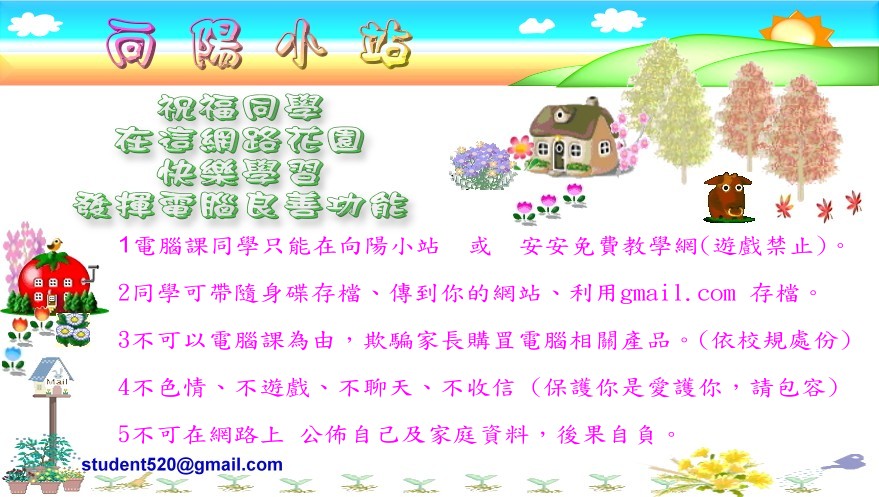 向陽小站
祝福同學
在這網路花園
快樂學習
發揮電腦良善功能
1電腦課同學只能在向陽小站　或　安安免費教學網(遊戲禁止)。
2同學可帶隨身碟存檔、傳到你的網站、利用gmail.com 存檔。
3不可以電腦課為由，欺騙家長購置電腦相關產品。(依校規處份)
4不色情、不遊戲、不聊天、不收信 (保護你是愛護你，請包容)
5不可在網路上 公佈自己及家庭資料，後果自負。
Mail
student520@gmail.com